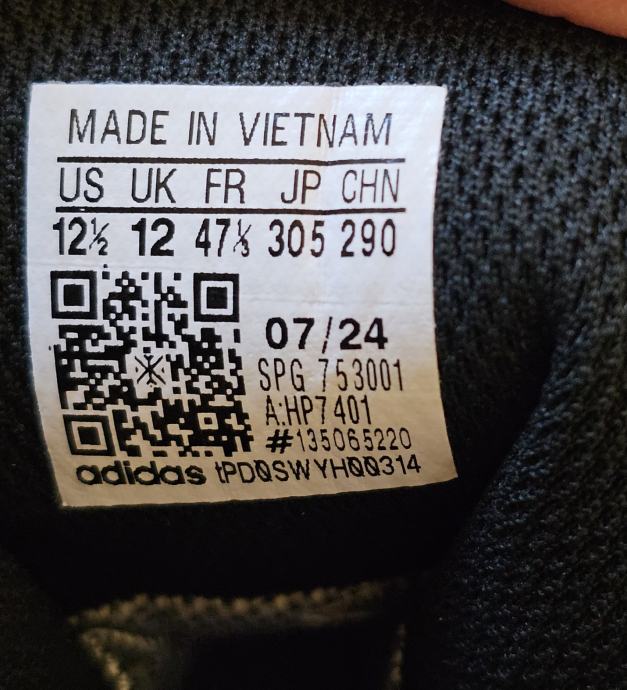 MADE IN VIETNAM
US UK FR JP CHN
12½ 12 47⅓ 305 290
07/24
SPG 753001
A:HP7401
#135065220
adidas tPD0SWYH00314